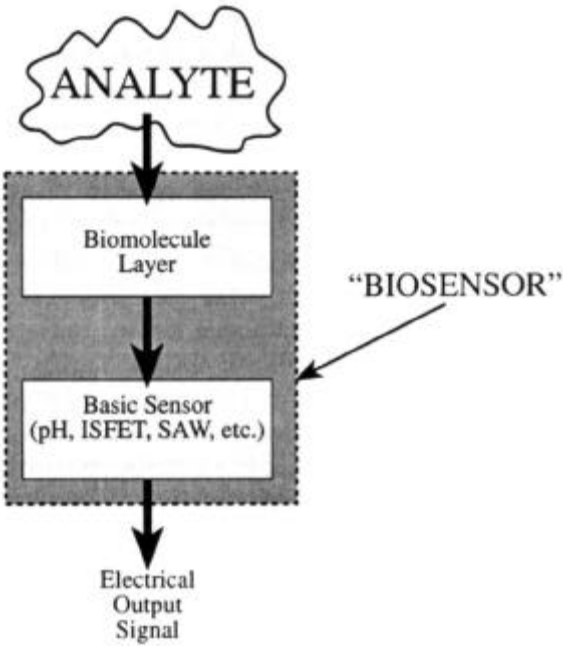 ANALYTE
Biomolecule
Layer
"BIOSENSOR"
Basic Sensor
(pH, ISFET, SAW, etc.)
Electrical
Output
Signal